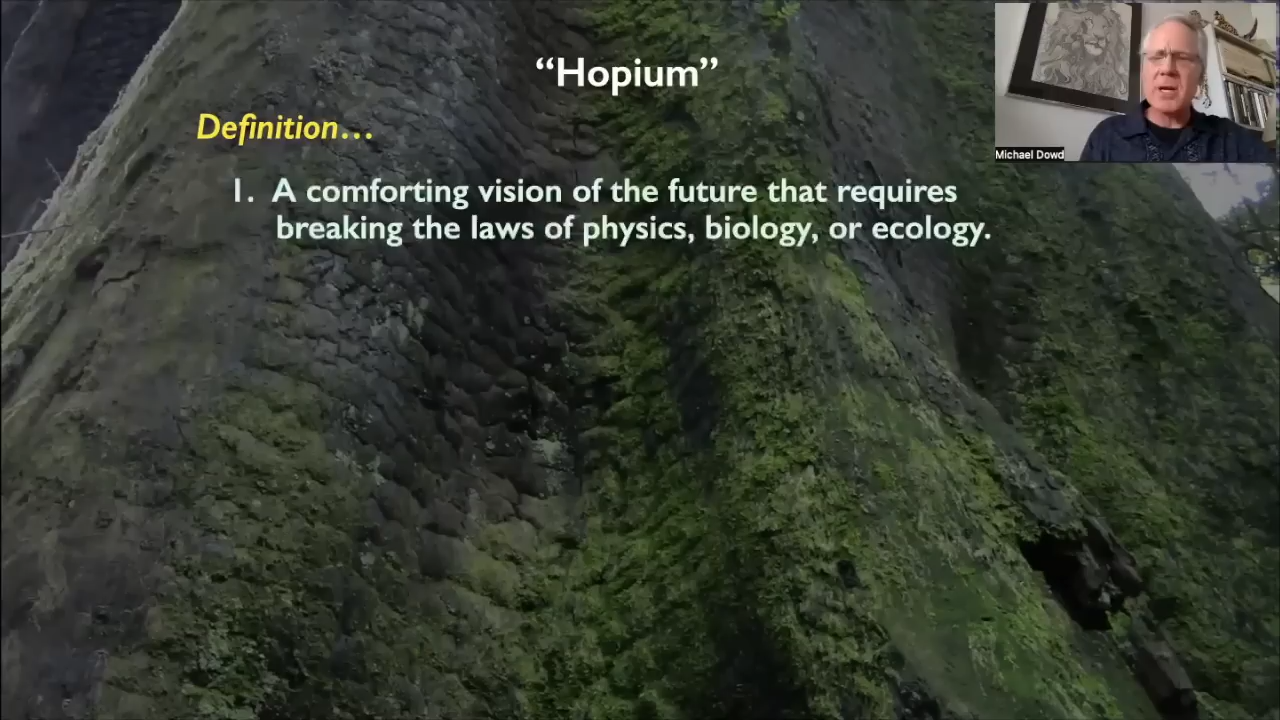 “Hopium”
Definition…
1. A comforting vision of the future that requires
breaking the laws of physics, biology, or ecology.
Michael Dowd